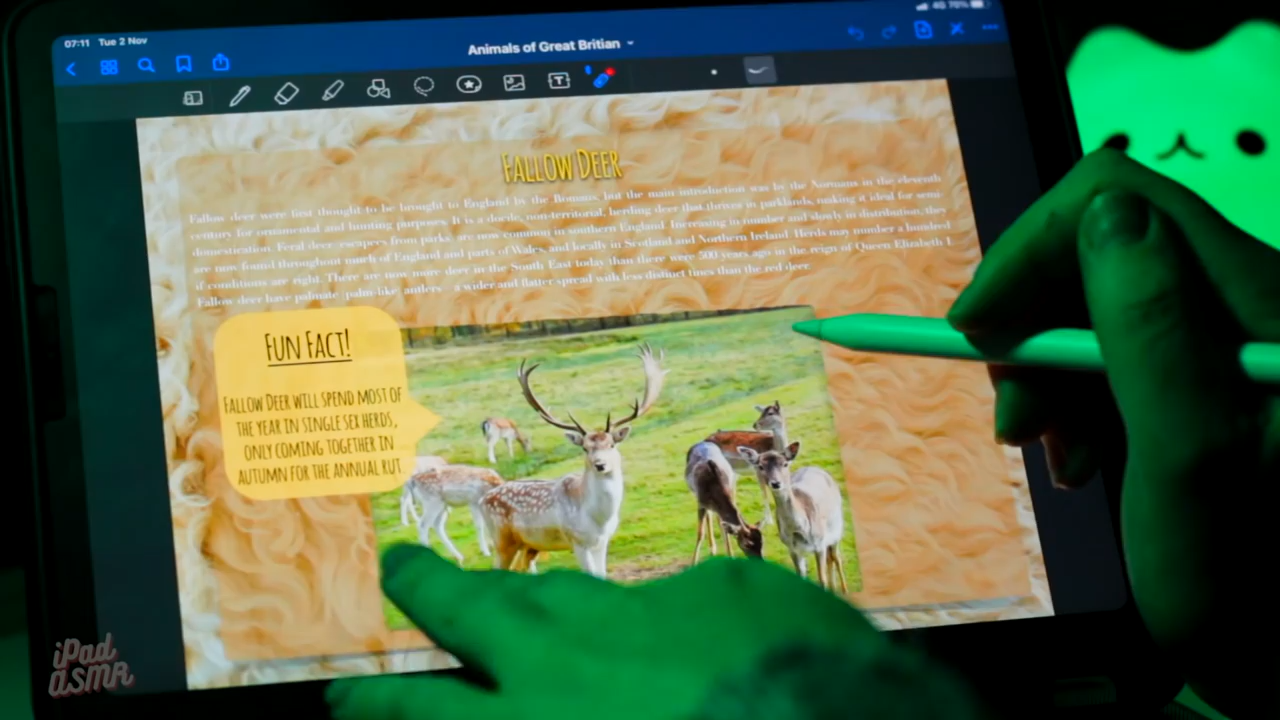 07:11 Tue 2 Nov
4G 76%
Animals of Great Britian
FALLOW DEER
Fallow deer were first thought to be brought to England by the Romans, but the main introduction was by the Normans in the eleventh
century for ornamental and hunting purposes. It is a docile, non-territorial, herding deer that thrives in parklands, making it ideal for semi-
domestication. Feral deer: escapees from parks: are now common in southern England. Increasing in number and slowly in distribution, they
are now found throughout much of England and parts of Wales, and locally in Scotland and Northern Ireland. Herds may number a hundred
if conditions are right. There are now more deer in the South East today than there were 500 years ago in the reign of Queen Elizabeth I.
Fallow deer have palmate 'palm-like' antlers - a wider and flatter spread with less distinct tines than the red deer.
FUN FACT!
FALLOW DEER WILL SPEND MOST OF
THE YEAR IN SINGLE SEX HERDS,
ONLY COMING TOGETHER IN
AUTUMN FOR THE ANNUAL RUT
iPad
ASMR